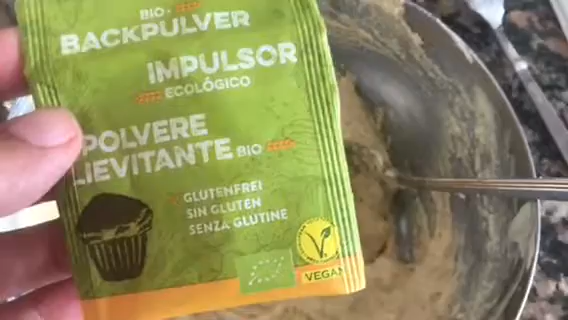 BIO-
BACKPULVER
IMPULSOR
ECOLÓGICO
POLVERE
LIEVITANTE BIO
GLUTENFREI
SIN GLUTEN
SENZA GLUTINE
V
VEGAN